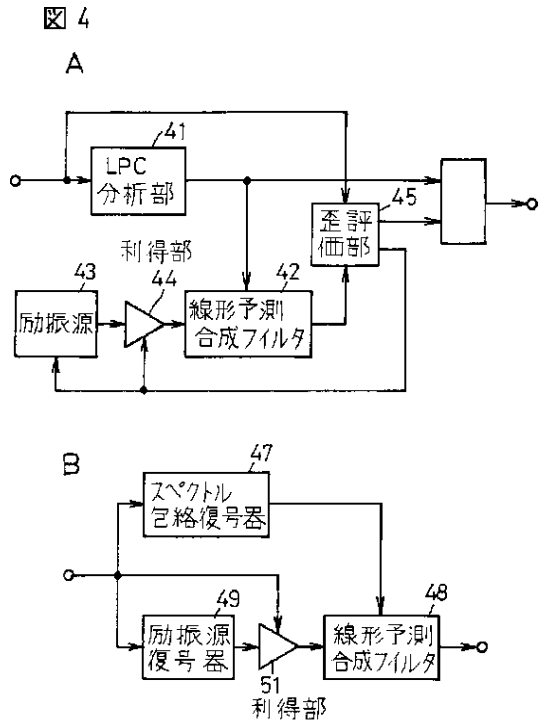 図 4
A
41
LPC
分析部
45
歪評
価部
利得部
43
44
42
励振源
線形予測
合成フィルタ
B
47
スペクトル
包絡復号器
49
48
励振源
復号器
線形予測
合成フィルタ
51
利得部